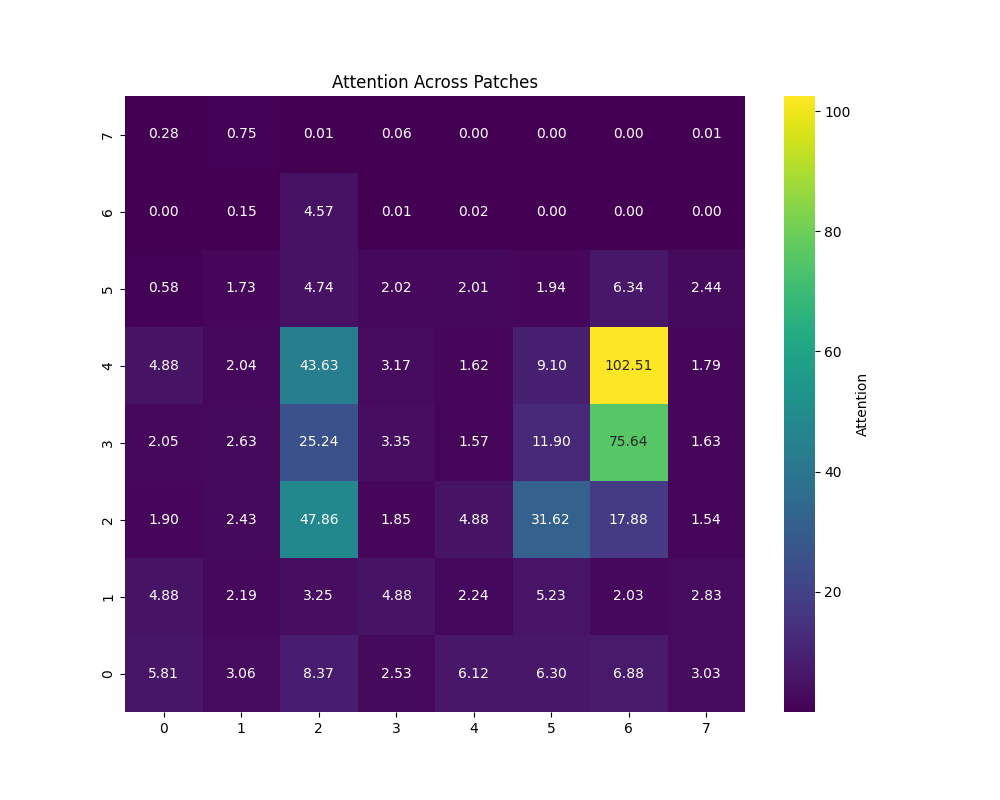 Attention Across Patches
7 0.28 0.75 0.01 0.06 0.00 0.00 0.00 0.01
6 0.00 0.15 4.57 0.01 0.02 0.00 0.00 0.00
5 0.58 1.73 4.74 2.02 2.01 1.94 6.34 2.44
4 4.88 2.04 43.63 3.17 1.62 9.10 102.51 1.79
3 2.05 2.63 25.24 3.35 1.57 11.90 75.64 1.63
2 1.90 2.43 47.86 1.85 4.88 31.62 17.88 1.54
1 4.88 2.19 3.25 4.88 2.24 5.23 2.03 2.83
0 5.81 3.06 8.37 2.53 6.12 6.30 6.88 3.03
0 1 2 3 4 5 6 7
100
80
60
40
20
Attention